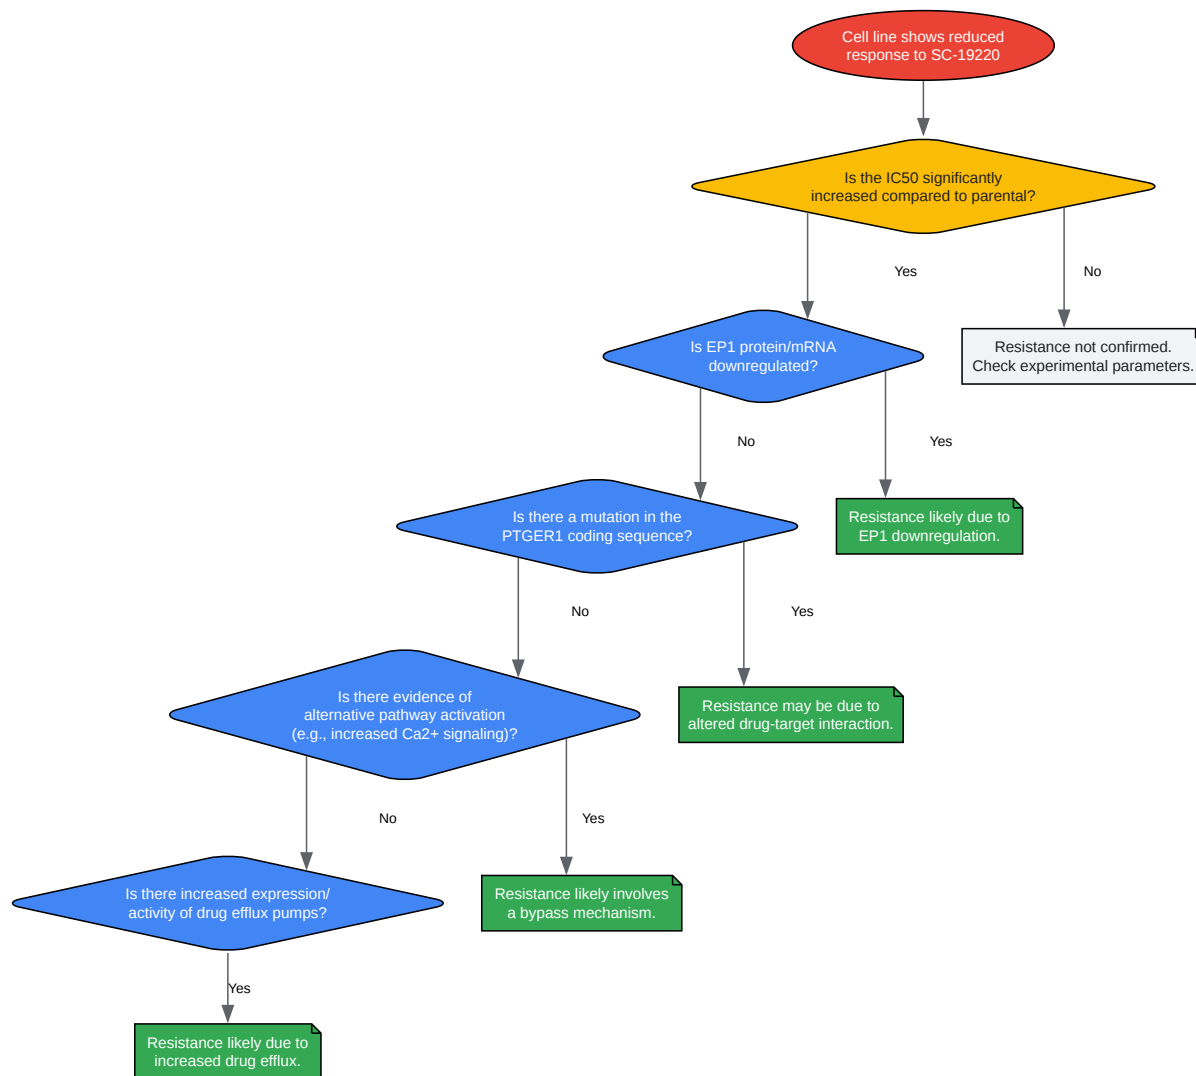 Cell line shows reduced
response to SC-19220
Is the IC50 significantly
increased compared to parental?
Yes
No
Is EP1 protein/mRNA
downregulated?
Resistance not confirmed.
Check experimental parameters.
No
Yes
Is there a mutation in the
PTGER1 coding sequence?
Resistance likely due to
EP1 downregulation.
No
Yes
Is there evidence of
alternative pathway activation
(e.g., increased Ca2+ signaling)?
Resistance may be due to
altered drug-target interaction.
No
Yes
Is there increased expression/
activity of drug efflux pumps?
Resistance likely involves
a bypass mechanism.
Yes
Resistance likely due to
increased drug efflux.